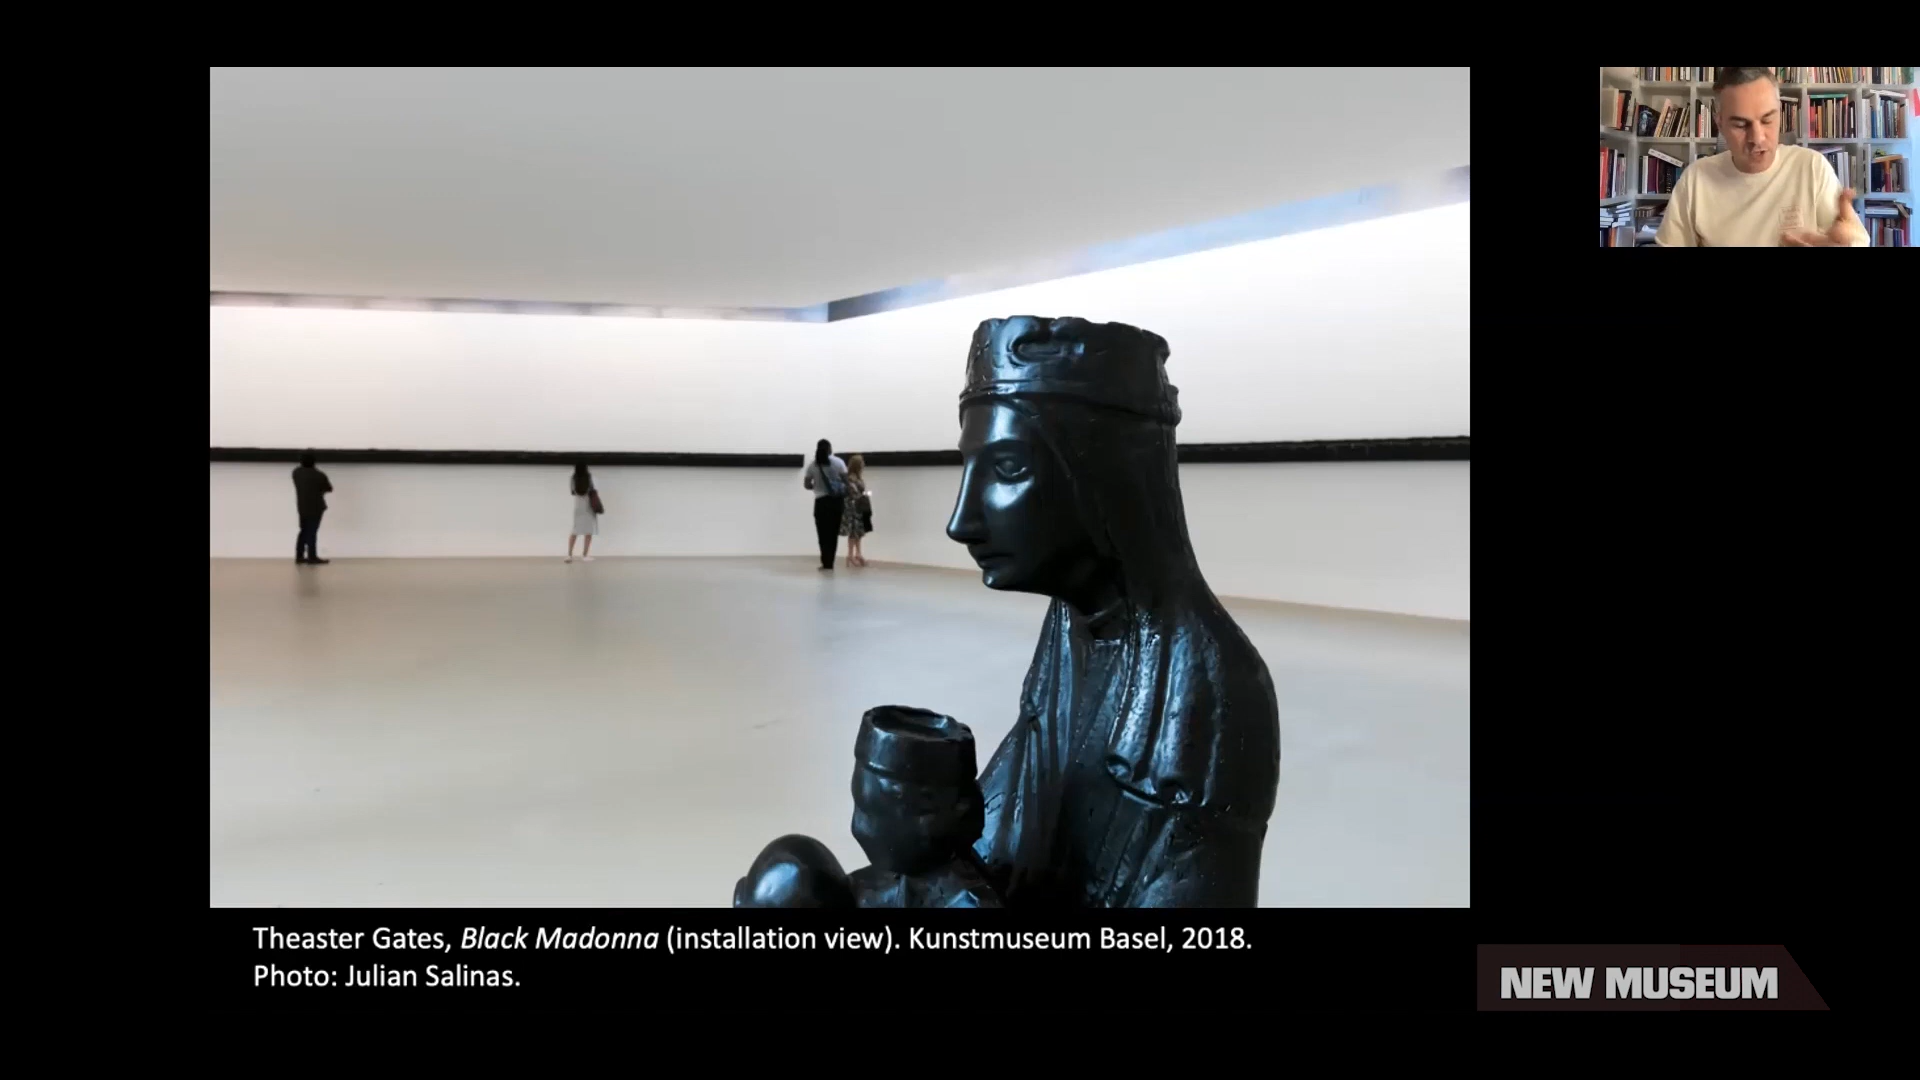 Theaster Gates, Black Madonna (installation view). Kunstmuseum Basel, 2018.
Photo: Julian Salinas.
NEW MUSEUM